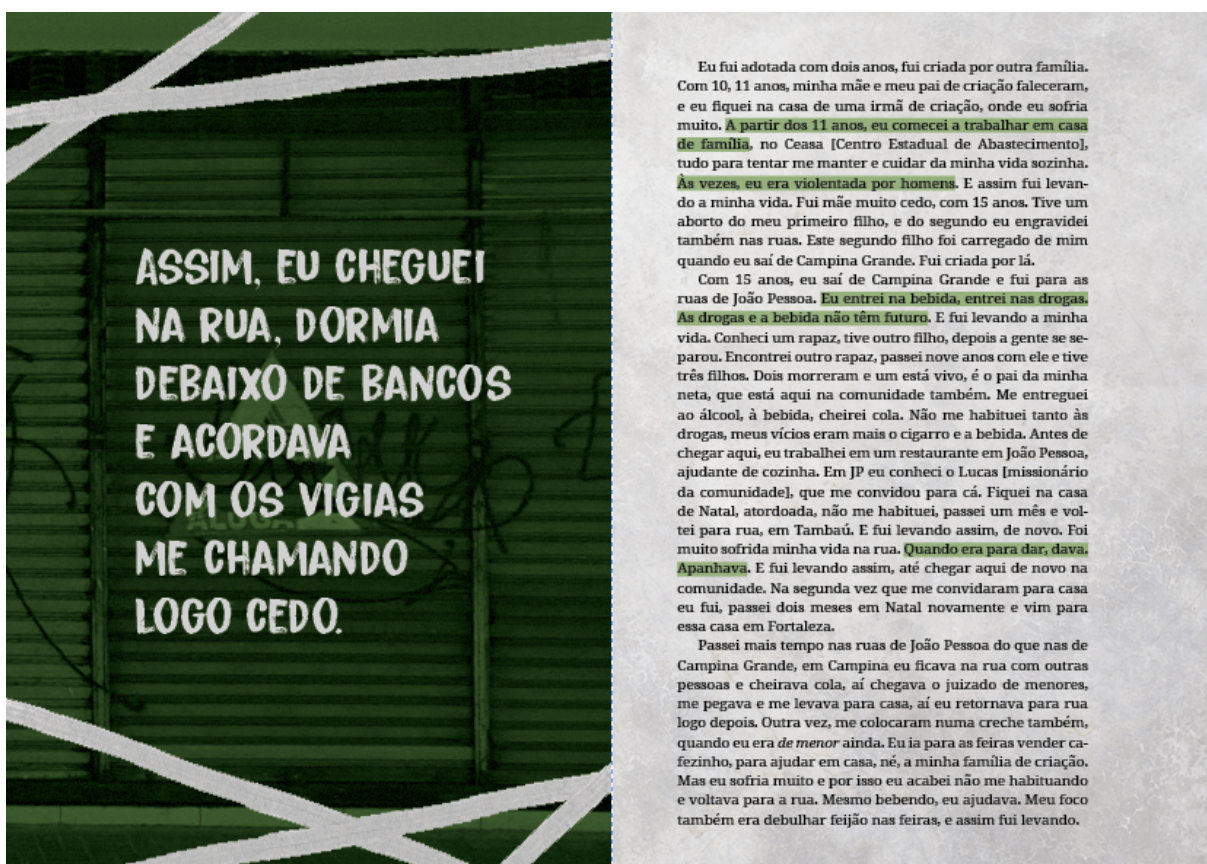 ASSIM, EU CHEGUEI
NA RUA, DORMIA
DEBAIXO DE BANCOS
E ACORDAVA
COM OS VIGIAS
ME CHAMANDO
LOGO CEDO.
Eu fui adotada com dois anos, fui criada por outra família.
Com 10, 11 anos, minha mãe e meu pai de criação faleceram,
e eu fiquei na casa de uma irmã de criação, onde eu sofria
muito. A partir dos 11 anos, eu comecei a trabalhar em casa
de família, no Ceasa [Centro Estadual de Abastecimento],
tudo para tentar me manter e cuidar da minha vida sozinha.
Às vezes, eu era violentada por homens. E assim fui levan-
do a minha vida. Fui mãe muito cedo, com 15 anos. Tive um
aborto do meu primeiro filho, e do segundo eu engravidei
também nas ruas. Este segundo filho foi carregado de mim
quando eu saí de Campina Grande. Fui criada por lá.
Com 15 anos, eu saí de Campina Grande e fui para as
ruas de João Pessoa. Eu entrei na bebida, entrei nas drogas.
As drogas e a bebida não têm futuro. E fui levando a minha
vida. Conheci um rapaz, tive outro filho, depois a gente se se-
parou. Encontrei outro rapaz, passei nove anos com ele e tive
três filhos. Dois morreram e um está vivo, é o pai da minha
neta, que está aqui na comunidade também. Me entreguei
ao álcool, à bebida, cheirei cola. Não me habituei tanto às
drogas, meus vícios eram mais o cigarro e a bebida. Antes de
chegar aqui, eu trabalhei em um restaurante em João Pessoa,
ajudante de cozinha. Em JP eu conheci o Lucas [missionário
da comunidade], que me convidou para cá. Fiquei na casa
de Natal, atordoada, não me habituei, passei um mês e vol-
tei para rua, em Tambaú. E fui levando assim, de novo. Foi
muito sofrida minha vida na rua. Quando era para dar, dava.
Apanhava. E fui levando assim, até chegar aqui de novo na
comunidade. Na segunda vez que me convidaram para casa
eu fui, passei dois meses em Natal novamente e vim para
essa casa em Fortaleza.
Passei mais tempo nas ruas de João Pessoa do que nas de
Campina Grande, em Campina eu ficava na rua com outras
pessoas e cheirava cola, aí chegava o juizado de menores,
me pegava e me levava para casa, aí eu retornava para rua
logo depois. Outra vez, me colocaram numa creche também,
quando eu era de menor ainda. Eu ia para as feiras vender ca-
fezinho, para ajudar em casa, né, a minha família de criação.
Mas eu sofria muito e por isso eu acabei não me habituando
e voltava para a rua. Mesmo bebendo, eu ajudava. Meu foco
também era debulhar feijão nas feiras, e assim fui levando.